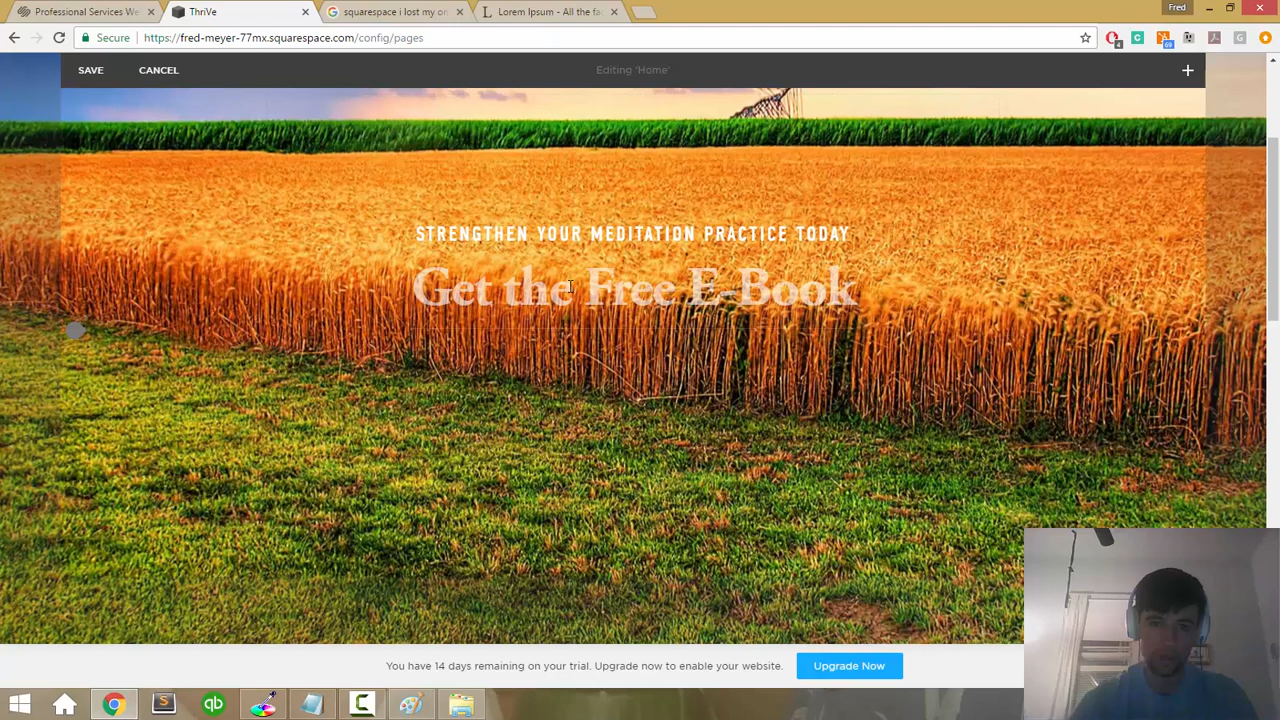 Professional Services We
ThriVe
squarespace i lost my or
Lorem Ipsum - All the fa
Fred
Secure
https://fred-meyer-77mx.squarespace.com/config/pages
4
69
SAVE
CANCEL
Editing 'Home'
STRENGTHEN YOUR MEDITATION PRACTICE TODAY
Get the Free E-Book
You have 14 days remaining on your trial. Upgrade now to enable your website.
Upgrade Now